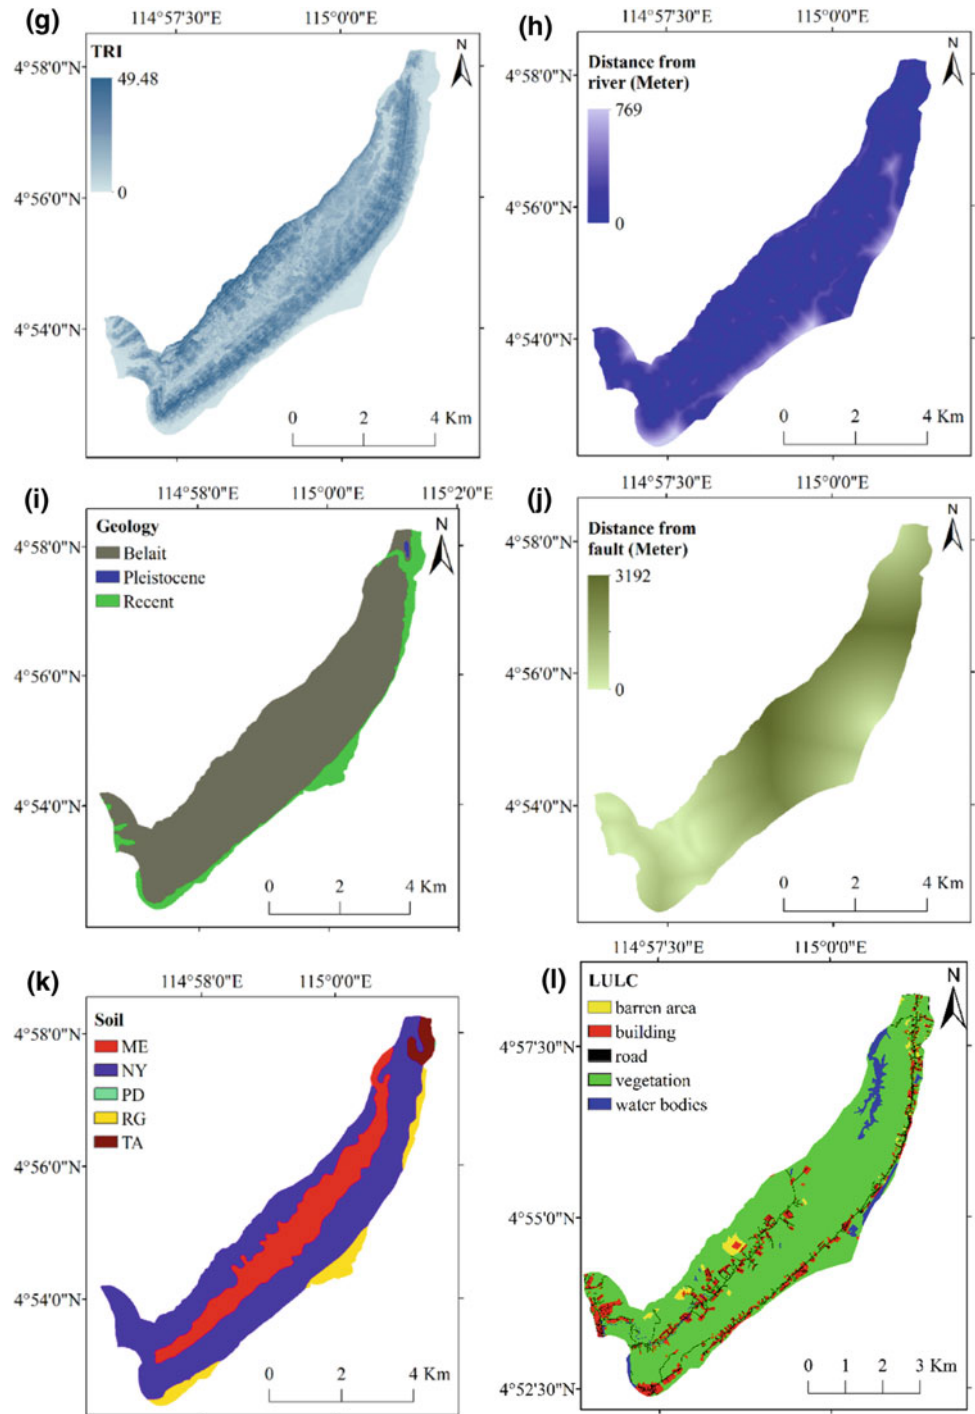 (g)
114°57'30"E 115°0'0"E
TRI
49.48
0
N
4°58'0"N
4°56'0"N
4°54'0"N
0 2 4 Km
(h)
114°57'30"E 115°0'0"E
Distance from
river (Meter)
769
0
N
4°58'0"N
4°56'0"N
4°54'0"N
0 2 4 Km
(i)
114°58'0"E 115°0'0"E 115°2'0"E
Geology
Belait
Pleistocene
Recent
N
4°58'0"N
4°56'0"N
4°54'0"N
0 2 4 Km
(j)
114°57'30"E 115°0'0"E
Distance from
fault (Meter)
3192
0
N
4°58'0"N
4°56'0"N
4°54'0"N
0 2 4 Km
(k)
114°58'0"E 115°0'0"E
Soil
ME
NY
PD
RG
TA
N
4°58'0"N
4°56'0"N
4°54'0"N
0 2 4 Km
(l)
114°57'30"E 115°0'0"E
LULC
barren area
building
road
vegetation
water bodies
N
4°57'30"N
4°55'0"N
4°52'30"N
0 1 2 3 Km